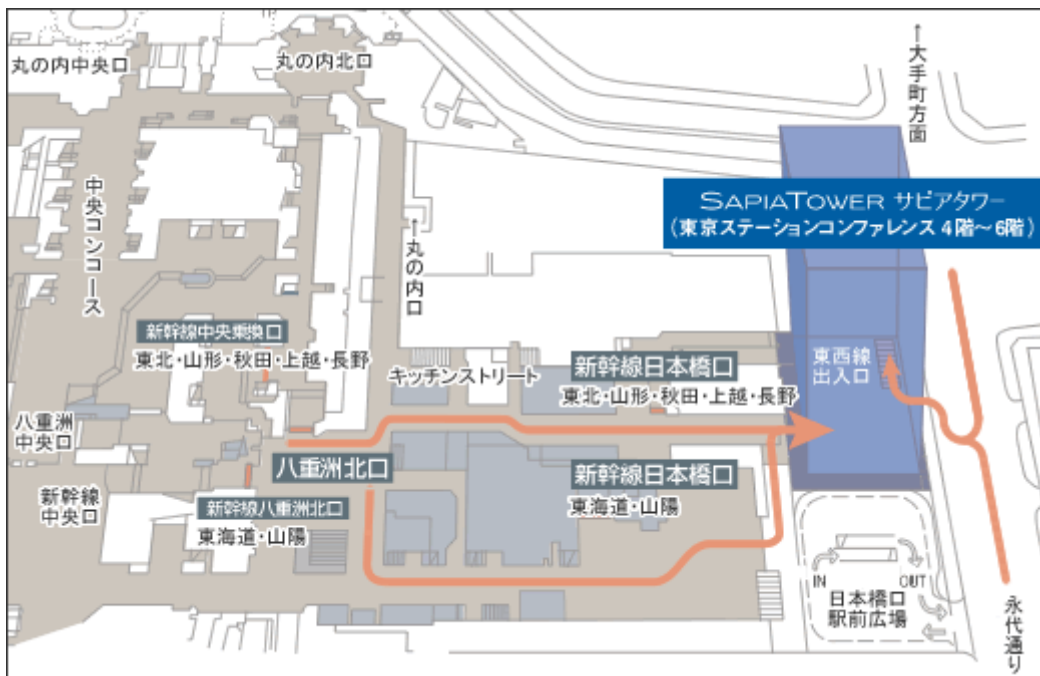 丸の内中央口
丸の内北口
↑大手町方面
SAPIATOWER サピアタワー
(東京ステーションコンファレンス 4階～6階)
中央コンコース
↑丸の内口
新幹線中央乗換口
東北・山形・秋田・上越・長野
キッチンストリート
新幹線日本橋口
東北・山形・秋田・上越・長野
東西線
出入口
八重洲
中央口
八重洲北口
新幹線日本橋口
東海道・山陽
新幹線
中央口
新幹線八重洲北口
東海道・山陽
IN
OUT
日本橋口
駅前広場
永代通り